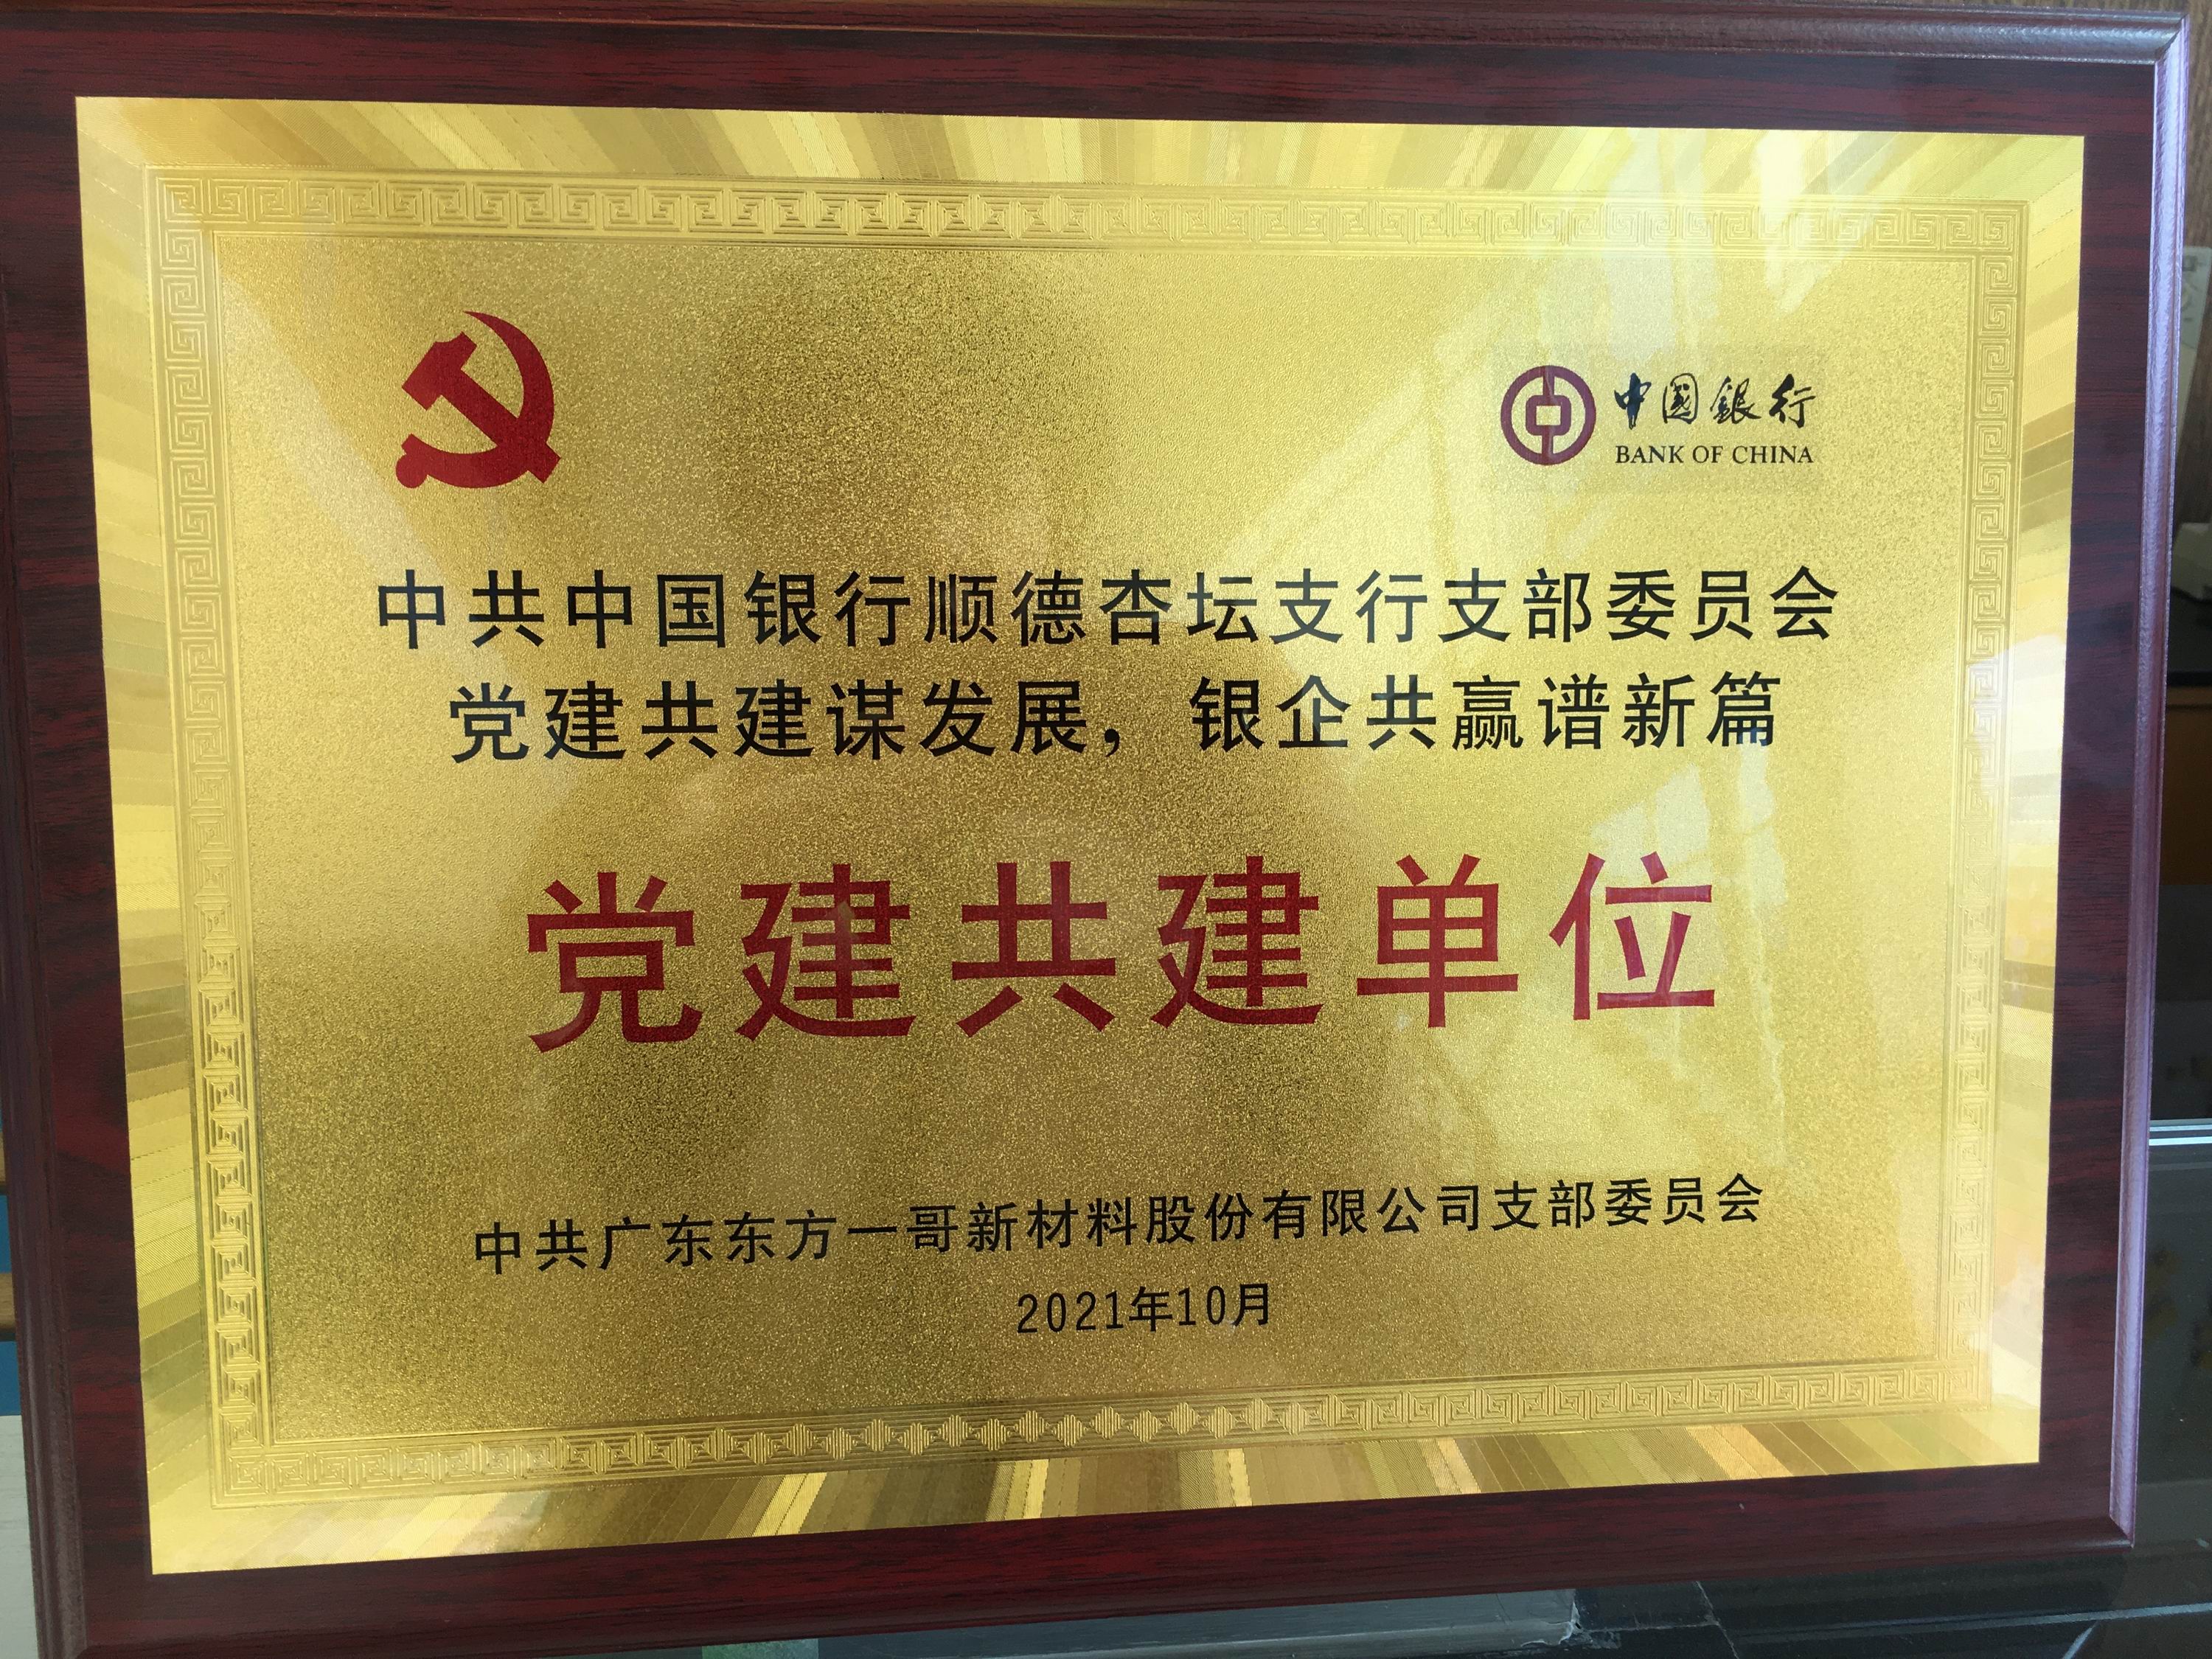 中国銀行
BANK OF CHINA
中共中国银行顺德杏坛支行支部委员会
党建共建谋发展，银企共赢谱新篇
党建共建单位
中共广东东方一哥新材料股份有限公司支部委员会
2021年10月